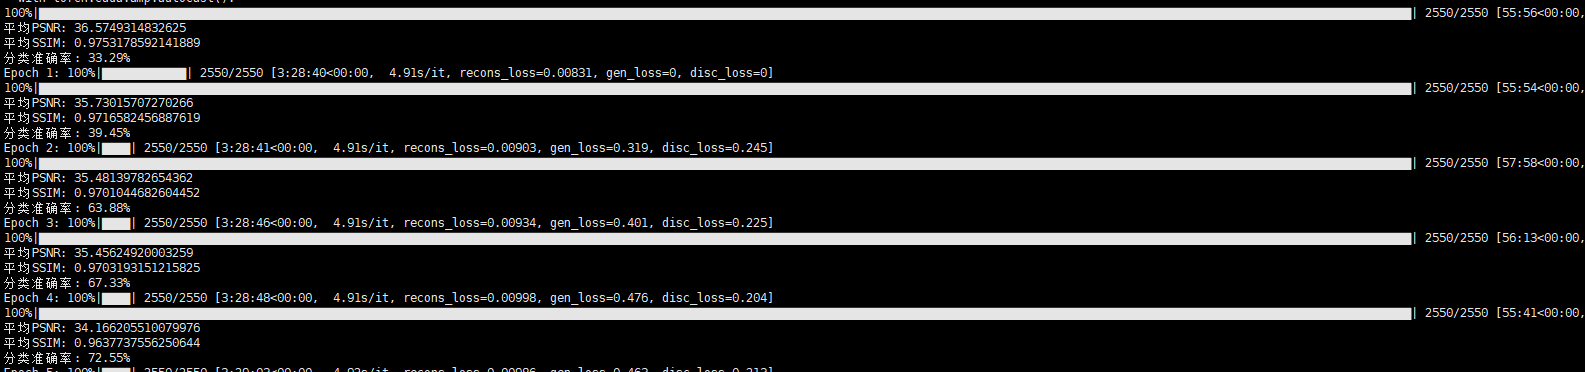 with torch.cuda.amp.autocast():
100%| 2550/2550 [55:56<00:00,
平均PSNR: 36.5749314832625
平均SSIM: 0.9753178592141889
分类准确率: 33.29%
Epoch 1: 100%| | 2550/2550 [3:28:40<00:00, 4.91s/it, recons_loss=0.00831, gen_loss=0, disc_loss=0]
100%| | 2550/2550 [55:54<00:00,
平均PSNR: 35.73015707270266
平均SSIM: 0.9716582456887619
分类准确率: 39.45%
Epoch 2: 100%| | 2550/2550 [3:28:41<00:00, 4.91s/it, recons_loss=0.00903, gen_loss=0.319, disc_loss=0.245]
100%| | 2550/2550 [57:58<00:00,
平均PSNR: 35.48139782654362
平均SSIM: 0.9701044682604452
分类准确率: 63.88%
Epoch 3: 100%| | 2550/2550 [3:28:46<00:00, 4.91s/it, recons_loss=0.00934, gen_loss=0.401, disc_loss=0.225]
100%| | 2550/2550 [56:13<00:00,
平均PSNR: 35.45624920003259
平均SSIM: 0.9703193151215825
分类准确率: 67.33%
Epoch 4: 100%| | 2550/2550 [3:28:48<00:00, 4.91s/it, recons_loss=0.00998, gen_loss=0.476, disc_loss=0.204]
100%| | 2550/2550 [55:41<00:00,
平均PSNR: 34.166205510079976
平均SSIM: 0.9637737556250644
分类准确率: 72.55%
Epoch 5: 100%| | 2550/2550